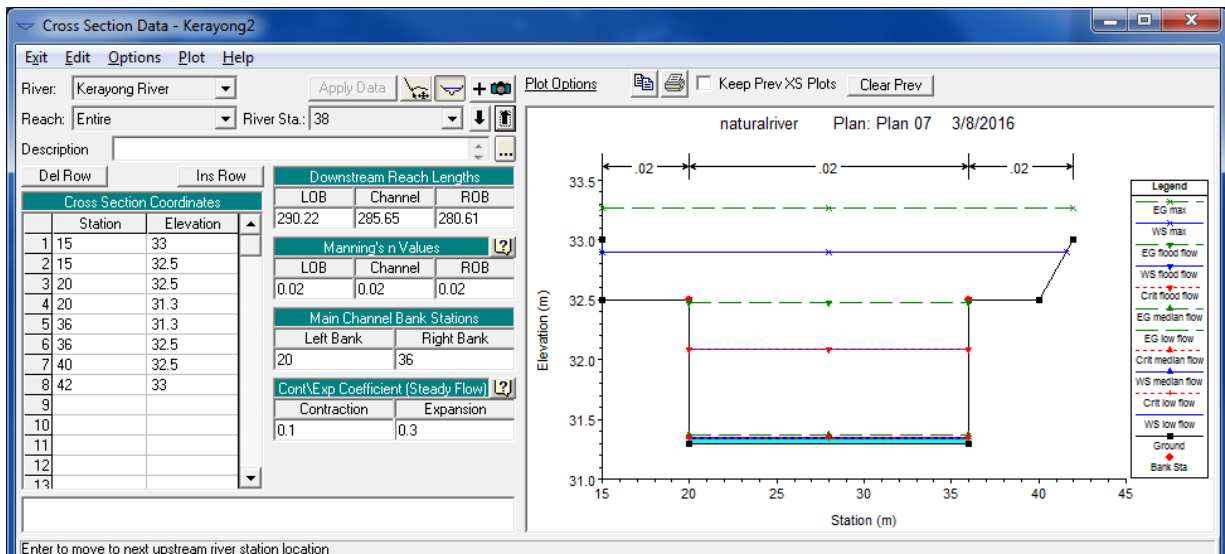 Cross Section Data - Kerayong2
Exit Edit Options Plot Help
River: Kerayong River Apply Data
Reach: Entire River Sta.: 38
Description ...
Del Row Ins Row
Cross Section Coordinates
Station Elevation
1 15 33
2 15 32.5
3 20 32.5
4 20 31.3
5 36 31.3
6 36 32.5
7 40 32.5
8 42 33
9
10
11
12
13
Downstream Reach Lengths
LOB Channel ROB
290.22 285.65 280.61
Manning's n Values ?
LOB Channel ROB
0.02 0.02 0.02
Main Channel Bank Stations
Left Bank Right Bank
20 36
Cont\Exp Coefficient (Steady Flow) ?
Contraction Expansion
0.1 0.3
Plot Options Keep Prev XS Plots Clear Prev
naturalriver Plan: Plan 07 3/8/2016
.02 .02 .02
33.5
33.0
32.5
32.0
31.5
31.0
Elevation (m)
15 20 25 30 35 40 45
Station (m)
Legend
EG max
WS max
EG flood flow
WS flood flow
Crit flood flow
EG median flow
EG low flow
Crit median flow
WS median flow
Crit low flow
WS low flow
Ground
Bank Sta
Enter to move to next upstream river station location